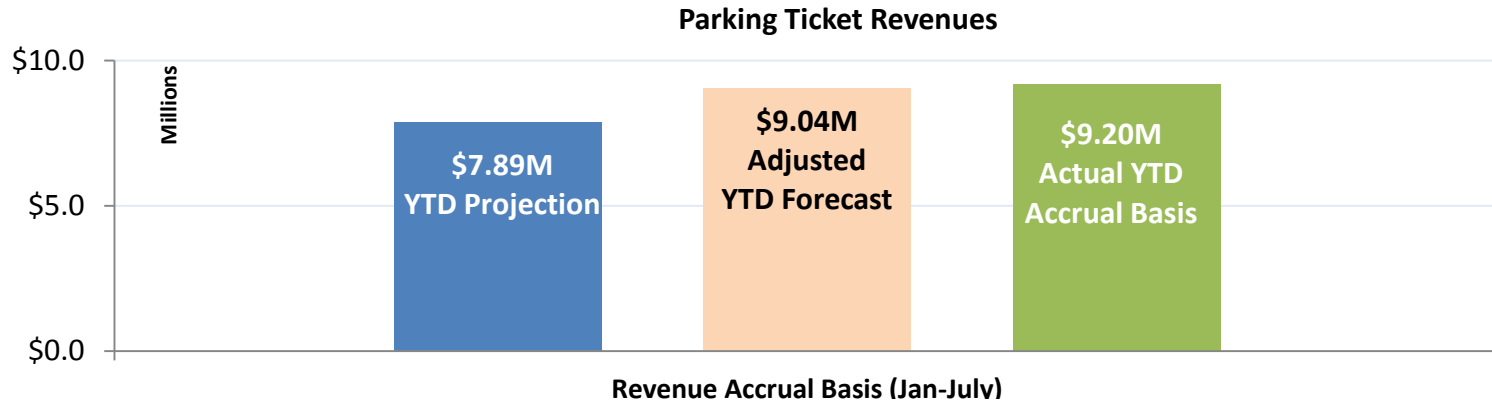 Parking Ticket Revenues
$10.0
Millions
$9.04M
Adjusted
YTD Forecast
$9.20M
Actual YTD
Accrual Basis
$7.89M
YTD Projection
$5.0
$0.0
Revenue Accrual Basis (Jan-July)